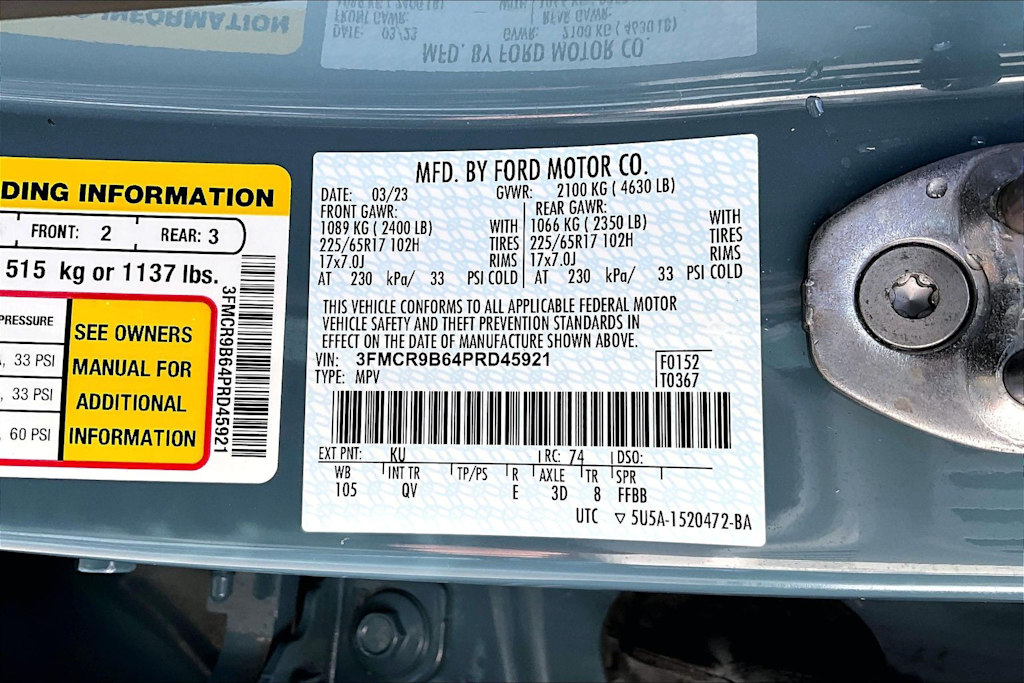 DING INFORMATION
FRONT: 2 REAR: 3
515 kg or 1137 lbs.
PRESSURE
33 PSI
33 PSI
60 PSI
SEE OWNERS
MANUAL FOR
ADDITIONAL
INFORMATION
3FMCR9B64PRD45921
MFD. BY FORD MOTOR CO.
DATE: 03/23 GVWR: 2100 KG ( 4630 LB)
FRONT GAWR: REAR GAWR:
1089 KG ( 2400 LB) WITH 1066 KG ( 2350 LB) WITH
225/65R17 102H TIRES 225/65R17 102H TIRES
17x7.0J RIMS 17x7.0J RIMS
AT 230 kPa/ 33 PSI COLD AT 230 kPa/ 33 PSI COLD
THIS VEHICLE CONFORMS TO ALL APPLICABLE FEDERAL MOTOR
VEHICLE SAFETY AND THEFT PREVENTION STANDARDS IN
EFFECT ON THE DATE OF MANUFACTURE SHOWN ABOVE.
VIN: 3FMCR9B64PRD45921 F0152
TYPE: MPV T0367
EXT PNT: KU RC: 74 DSO:
WB INT TR TP/PS R AXLE TR SPR
105 QV E 3D 8 FFBB
UTC ▽ 5U5A-1520472-BA